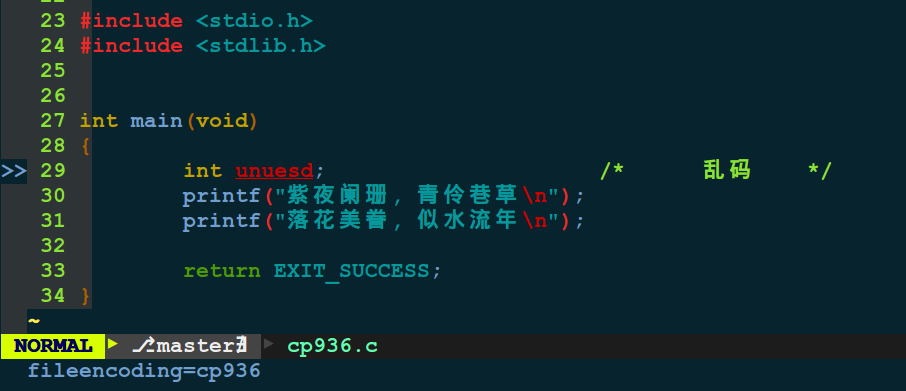 23 #include <stdio.h>
24 #include <stdlib.h>
25
26
27 int main(void)
28 {
>> 29 int unuesd; /* 乱码 */
30 printf("紫夜阑珊, 青伶巷草\n");
31 printf("落花美眷, 似水流年\n");
32
33 return EXIT_SUCCESS;
34 }
~
NORMAL master cp936.c
fileencoding=cp936